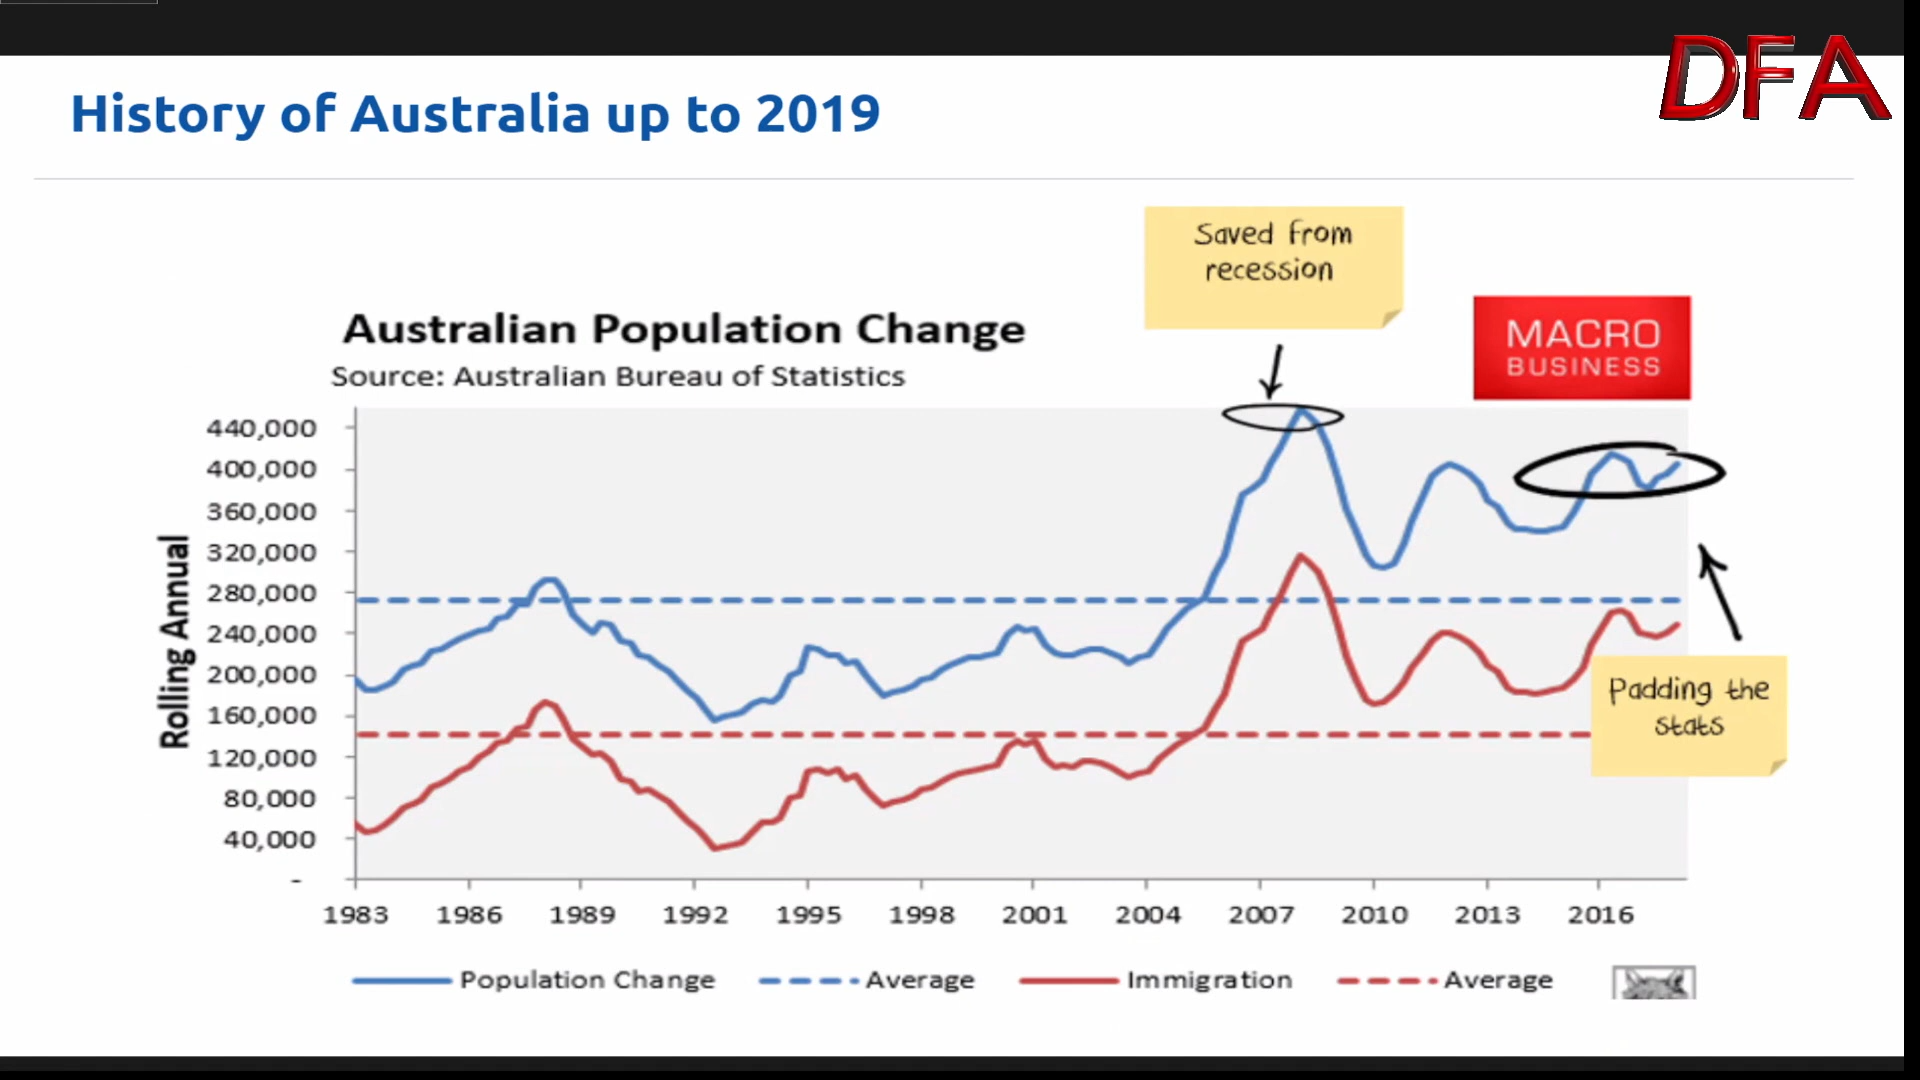 DFA
History of Australia up to 2019
Saved from
recession
MACRO
BUSINESS
Australian Population Change
Source: Australian Bureau of Statistics
Rolling Annual
440,000
400,000
360,000
320,000
280,000
240,000
200,000
160,000
120,000
80,000
40,000
-
Padding the
stats
1983 1986 1989 1992 1995 1998 2001 2004 2007 2010 2013 2016
Population Change Average Immigration Average